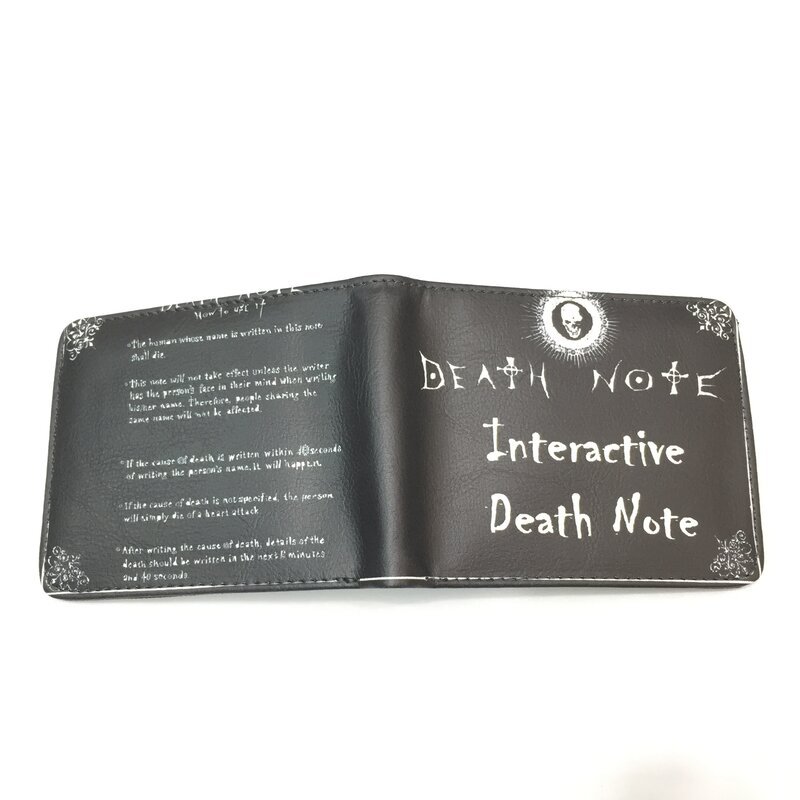 DEATH NOTE
HOW TO USE IT
The human whose name is written in this note
shall die.
This note will not take effect unless the writer
has the person's face in their mind when writing
his/her name. Therefore, people sharing the
same name will not be affected.
If the cause of death is written within 40 seconds
of writing the person's name, it will happen.
If the cause of death is not specified, the person
will simply die of a heart attack
After writing the cause of death, details of the
death should be written in the next 6 minutes
and 40 seconds.
DEATH NOTE
Interactive
Death Note